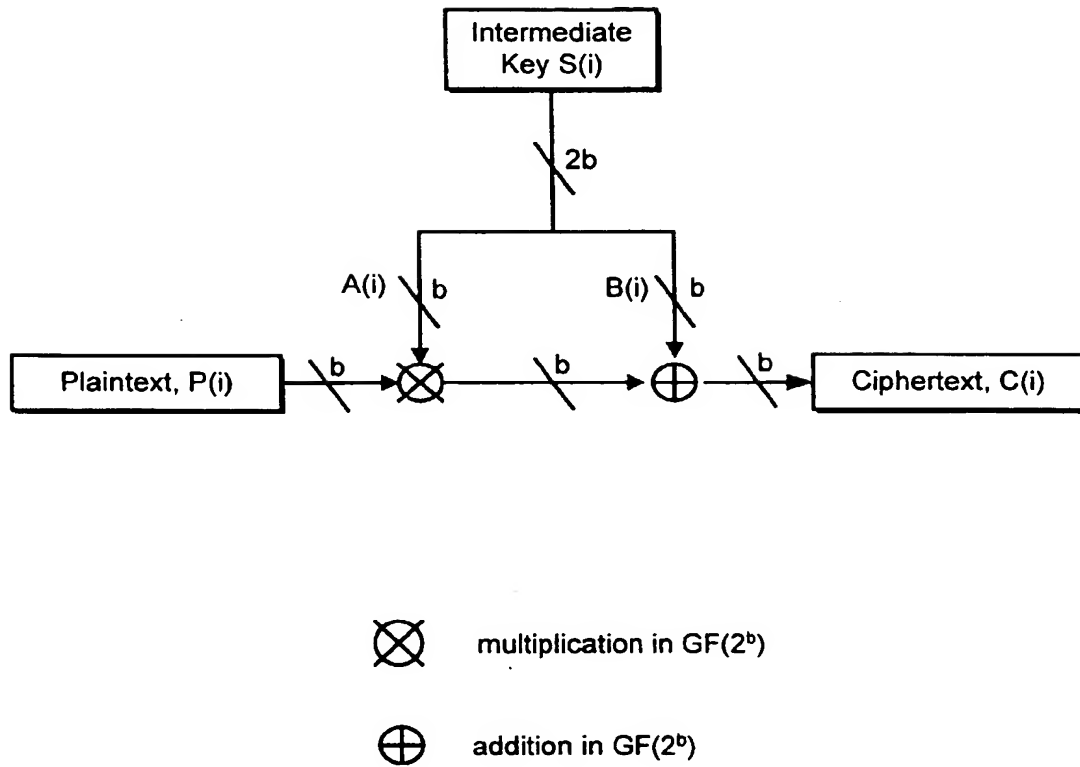 Intermediate
Key S(i)
2b
A(i)
b
B(i)
b
Plaintext, P(i)
b
b
b
Ciphertext, C(i)
multiplication in GF(2ᵇ)
addition in GF(2ᵇ)